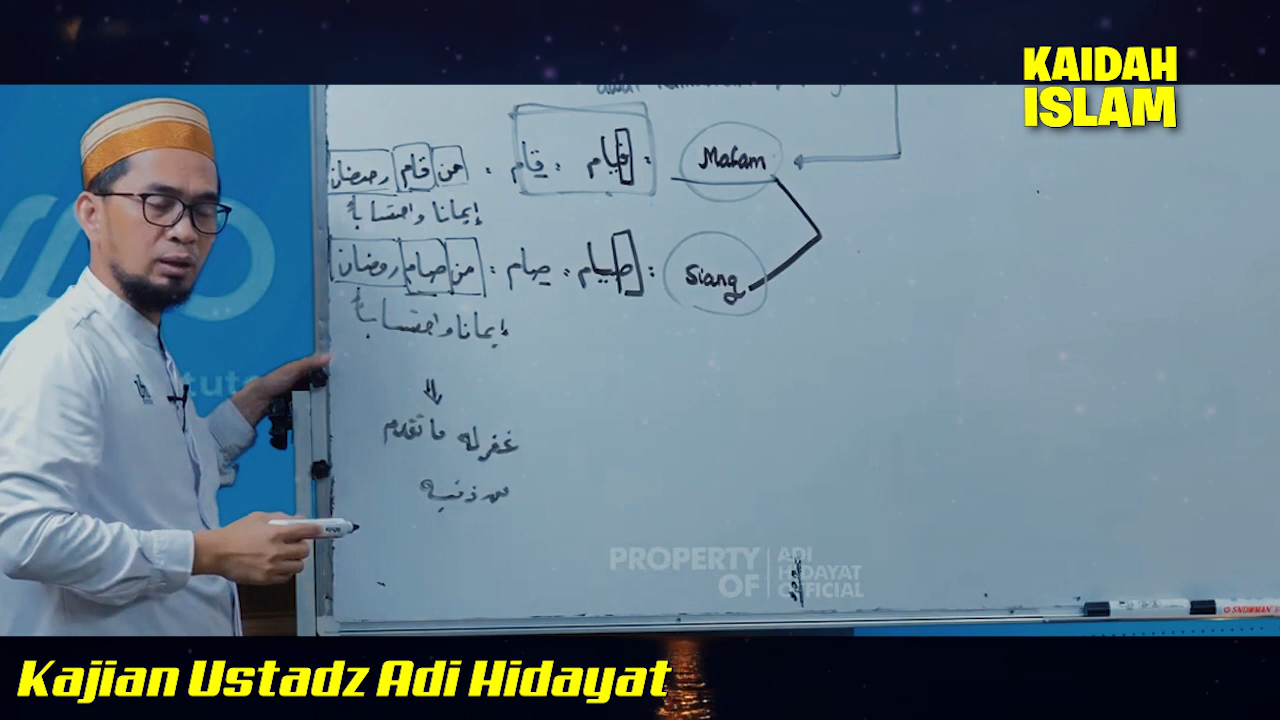 KAIDAH
ISLAM
Malam : قيام ، قام : من قام رمضان
إيمانا واحتسابا
Siang : صيام ، صام : من صام رمضان
إيمانا واحتسابا
غفر له ما تقدم
من ذنبه
PROPERTY OF
ADI HIDAYAT OFFICIAL
SNOWMAN
Kajian Ustadz Adi Hidayat